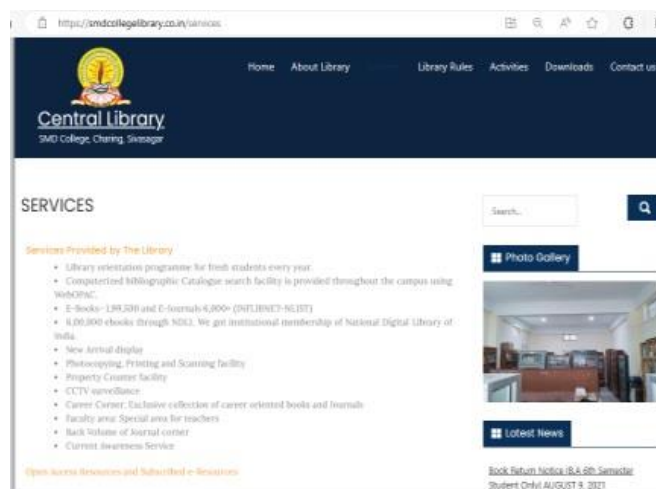 https://smdcollegelibrary.co.in/services
Home About Library Library Rules Activities Downloads Contact us
Central Library
SMD College, Charing, Sivasagar
SERVICES
Search...
Services Provided by The Library
Library orientation programme for fresh students every year.
Computerized bibliographic Catalogue search facility is provided throughout the campus using
WebOPAC.
E-Books- 1,99,500 and E-Journals 6,000+ (INFLIBNET-NLIST)
6,00,000 ebooks through NDLI. We got institutional membership of National Digital Library of
India.
New Arrival display
Photocopying, Printing and Scanning facility
Property Counter facility
CCTV surveillance
Career Corner: Exclusive collection of career oriented books and Journals
Faculty area: Special area for teachers
Back Volume of Journal corner
Current Awareness Service
Open Access Resources and Subscribed e-Resources
Photo Gallery
Latest News
Book Return Notice (B.A 6th Semester
Student Only) AUGUST 9, 2021